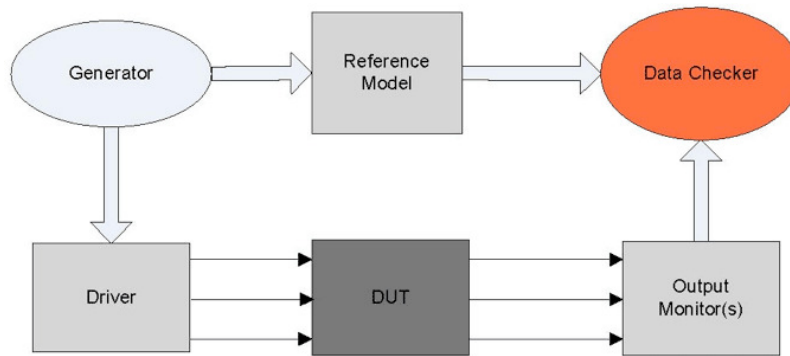 Generator
Reference
Model
Data Checker
Driver
DUT
Output
Monitor(s)